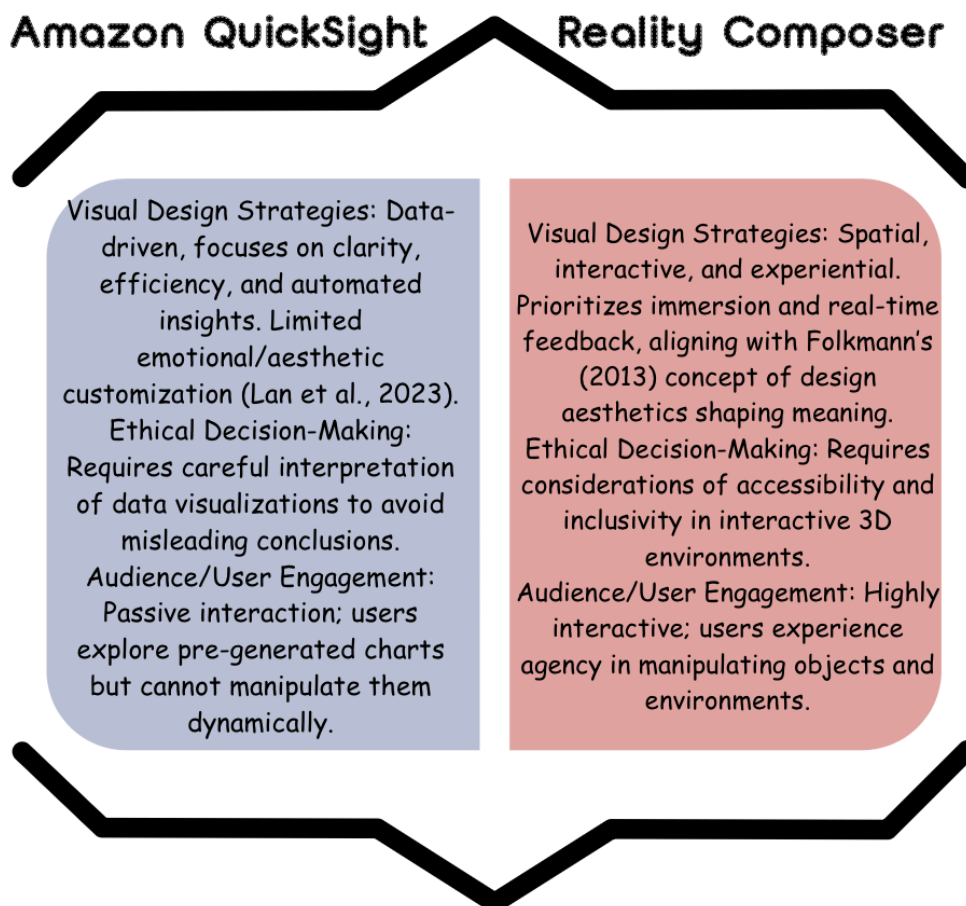 Amazon QuickSight
Reality Composer
Visual Design Strategies: Data-
driven, focuses on clarity,
efficiency, and automated
insights. Limited
emotional/aesthetic
customization (Lan et al., 2023).
Ethical Decision-Making:
Requires careful interpretation
of data visualizations to avoid
misleading conclusions.
Audience/User Engagement:
Passive interaction; users
explore pre-generated charts
but cannot manipulate them
dynamically.
Visual Design Strategies: Spatial,
interactive, and experiential.
Prioritizes immersion and real-time
feedback, aligning with Folkmann’s
(2013) concept of design
aesthetics shaping meaning.
Ethical Decision-Making: Requires
considerations of accessibility and
inclusivity in interactive 3D
environments.
Audience/User Engagement: Highly
interactive; users experience
agency in manipulating objects and
environments.